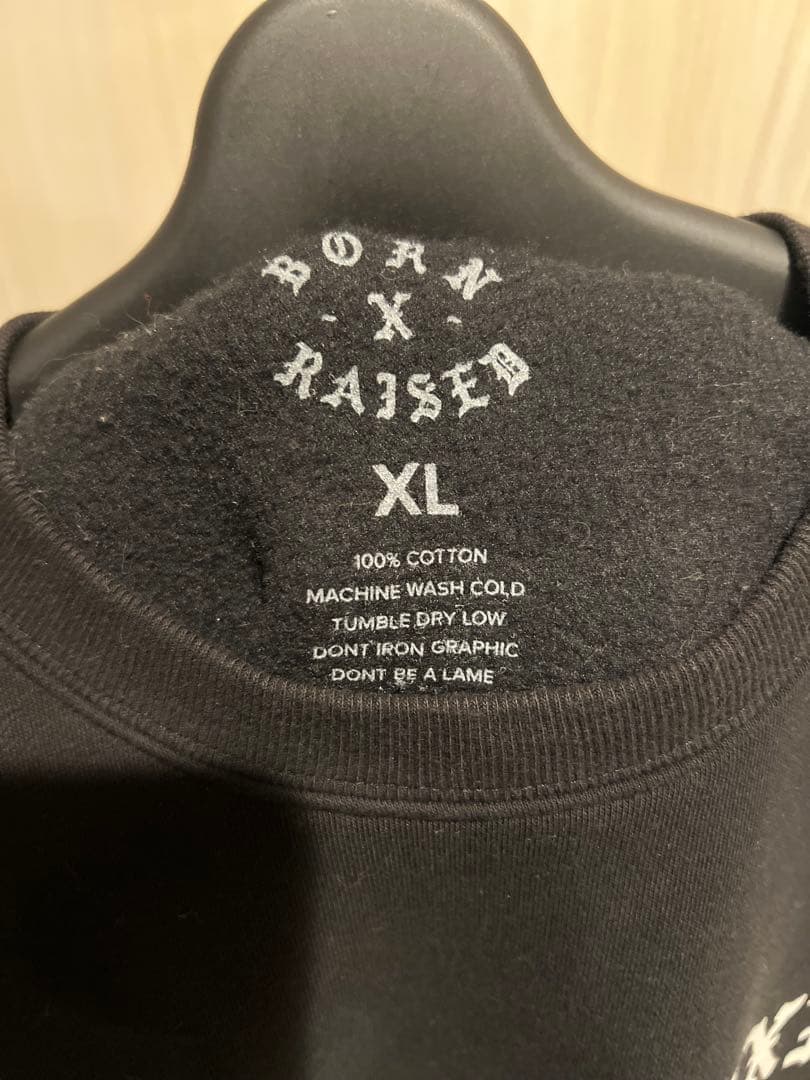 BORN
- X -
RAISED
XL
100% COTTON
MACHINE WASH COLD
TUMBLE DRY LOW
DONT IRON GRAPHIC
DONT BE A LAME